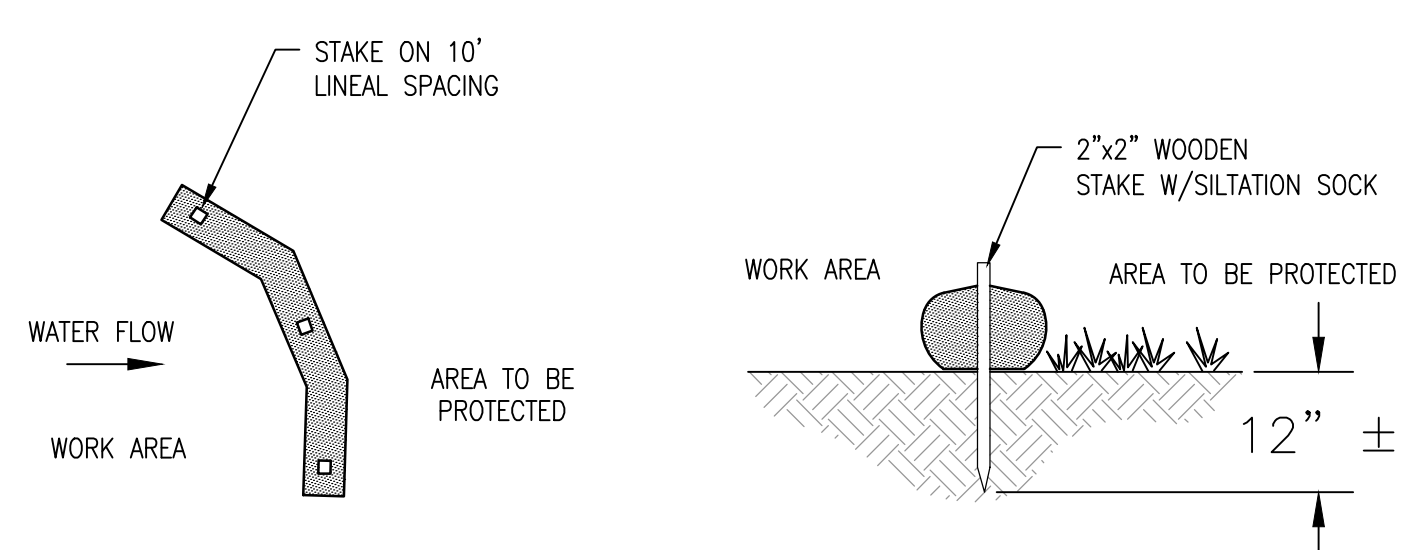 STAKE ON 10'
LINEAL SPACING
WATER FLOW
WORK AREA
AREA TO BE
PROTECTED
2"x2" WOODEN
STAKE W/SILTATION SOCK
WORK AREA
AREA TO BE PROTECTED
12" ±